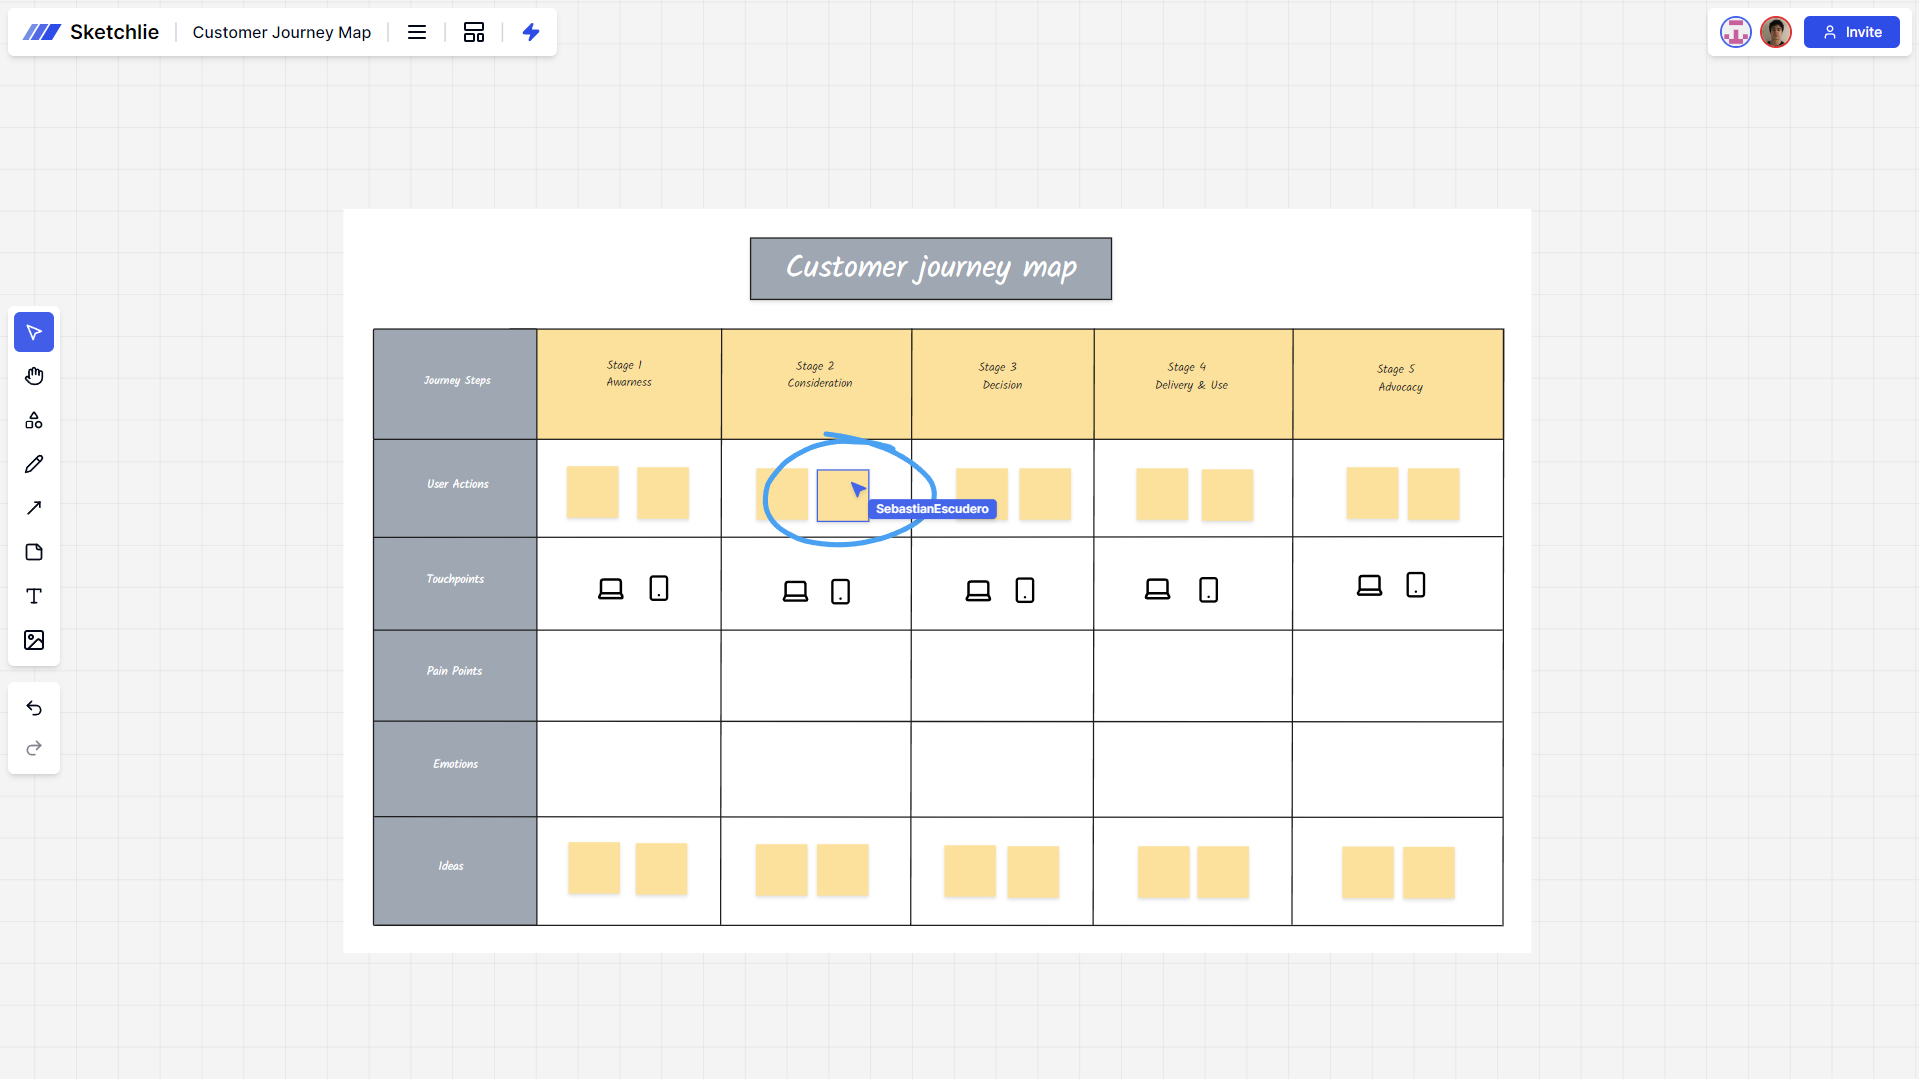 Sketchlie
Customer Journey Map
Invite
Customer journey map
Journey Steps
Stage 1
Awarness
Stage 2
Consideration
Stage 3
Decision
Stage 4
Delivery & Use
Stage 5
Advocacy
User Actions
SebastianEscudero
Touchpoints
Pain Points
Emotions
Ideas